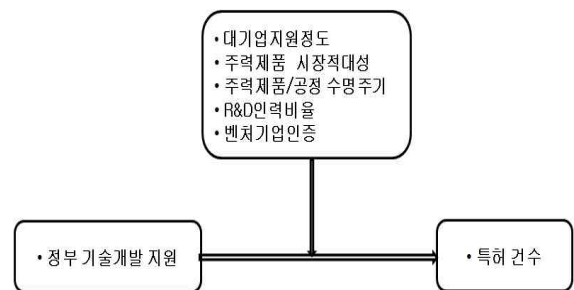 • 대기업지원정도
• 주력제품 시장적대성
• 주력제품/공정 수명주기
• R&D인력비율
• 벤처기업인증
• 정부 기술개발 지원
• 특허 건수